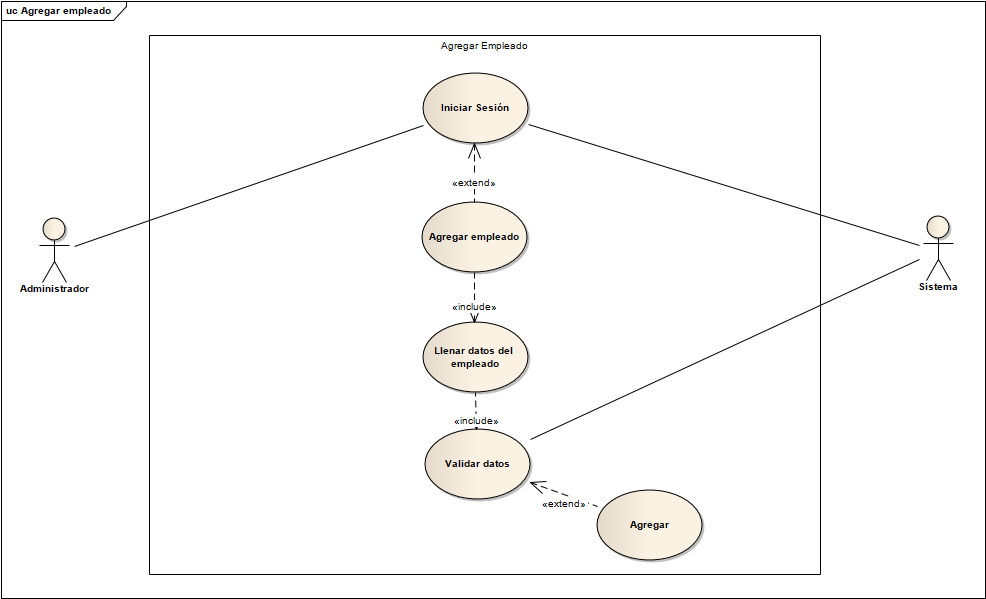 uc Agregar empleado
Agregar Empleado
Iniciar Sesión
«extend»
Agregar empleado
Administrador
Sistema
«include»
Llenar datos del
empleado
«include»
Validar datos
«extend»
Agregar